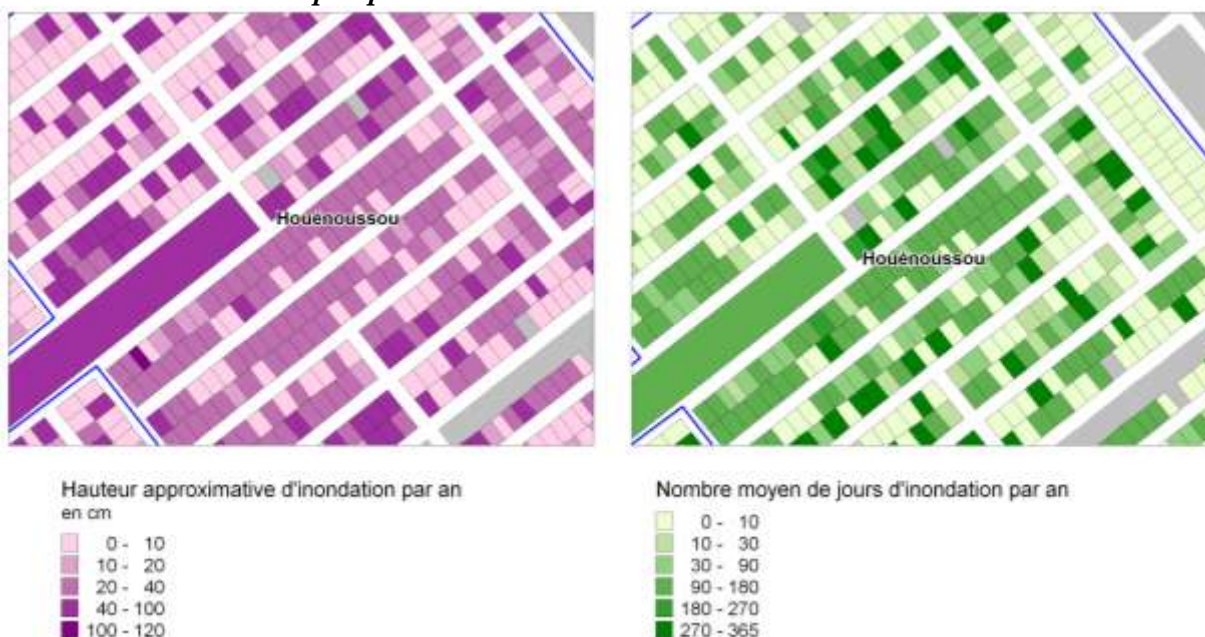 Houénoussou
Houénoussou
Hauteur approximative d'inondation par an
en cm
0 - 10
10 - 20
20 - 40
40 - 100
100 - 120
Nombre moyen de jours d'inondation par an
0 - 10
10 - 30
30 - 90
90 - 180
180 - 270
270 - 365